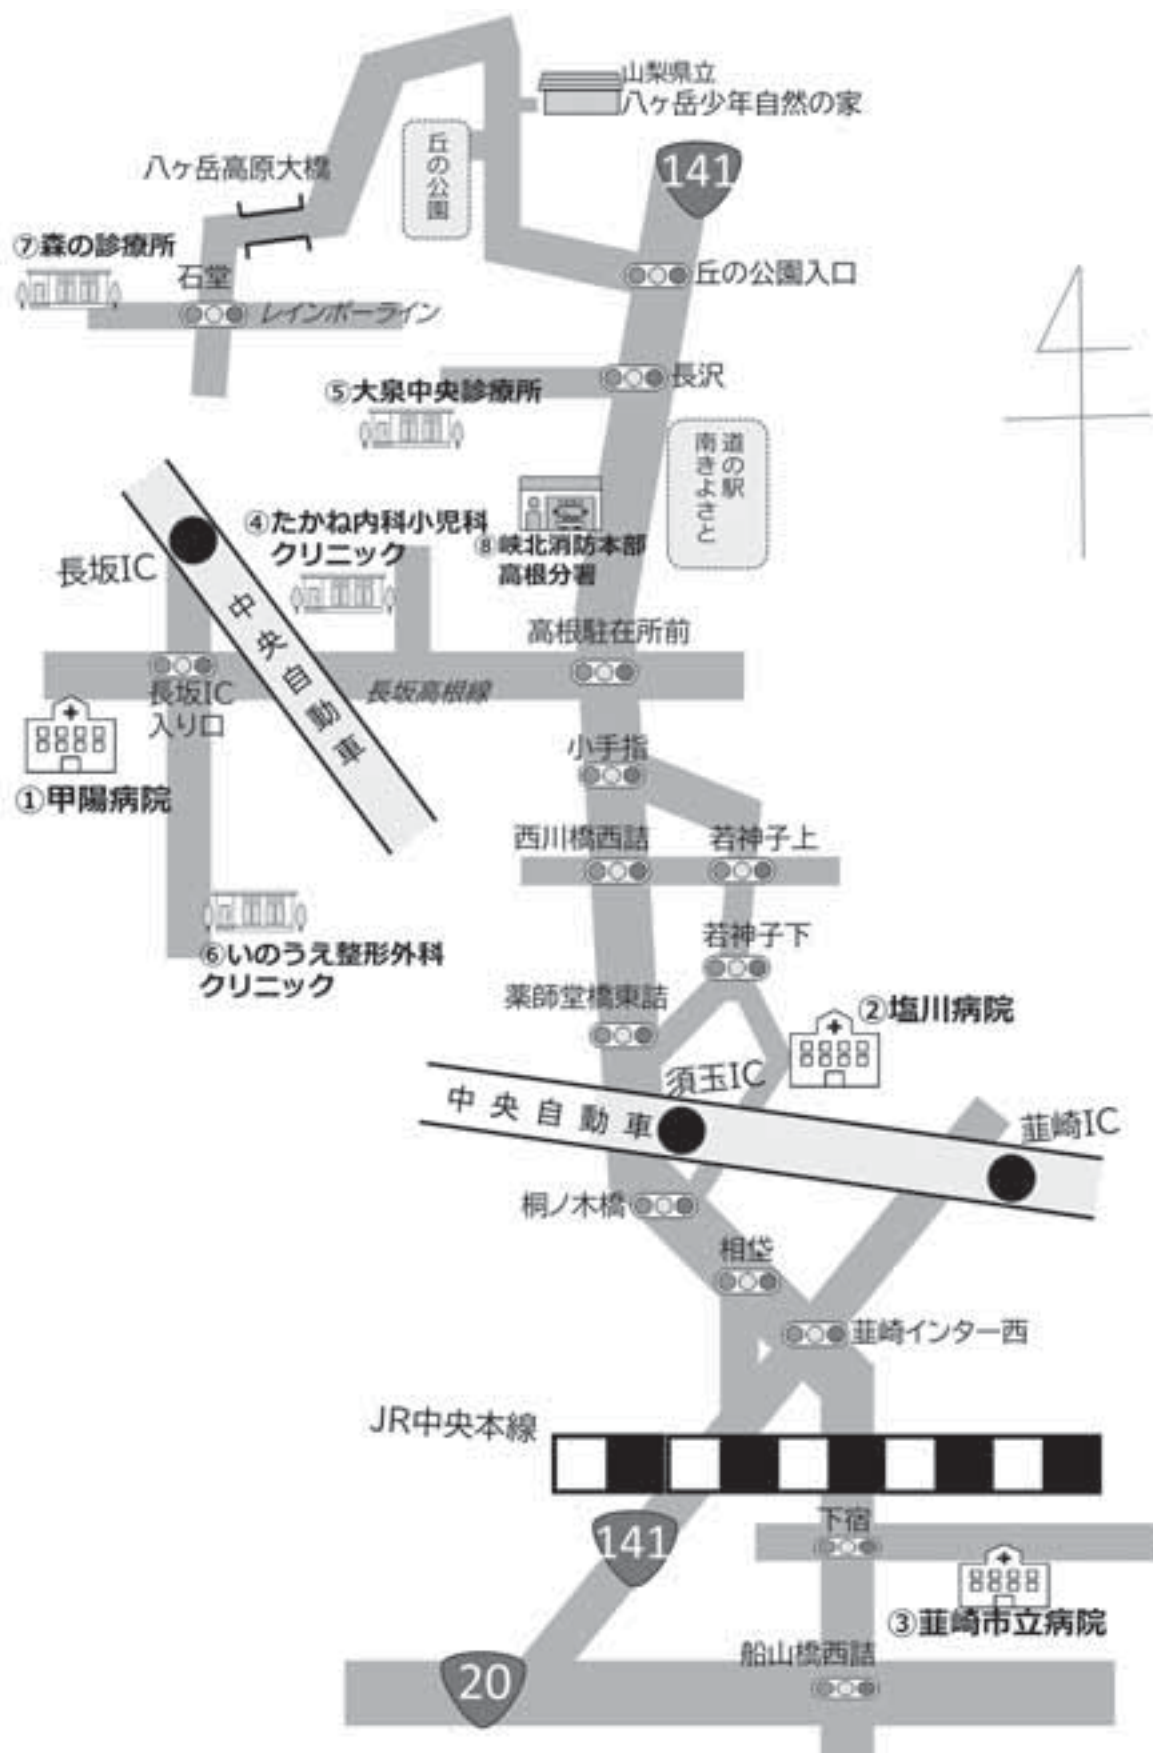 山梨県立
八ヶ岳少年自然の家
丘の公園
141
八ヶ岳高原大橋
⑦森の診療所
石堂
丘の公園入口
レインボーライン
長沢
⑤大泉中央診療所
道の駅
南きよさと
④たかね内科小児科
クリニック
⑧峡北消防本部
高根分署
長坂IC
中央自動車
高根駐在所前
長坂高根線
長坂IC
入り口
小手指
①甲陽病院
西川橋西詰
若神子上
若神子下
⑥いのうえ整形外科
クリニック
薬師堂橋東詰
②塩川病院
須玉IC
中央自動車
韮崎IC
桐ノ木橋
相垈
韮崎インター西
JR中央本線
下宿
141
③韮崎市立病院
船山橋西詰
20